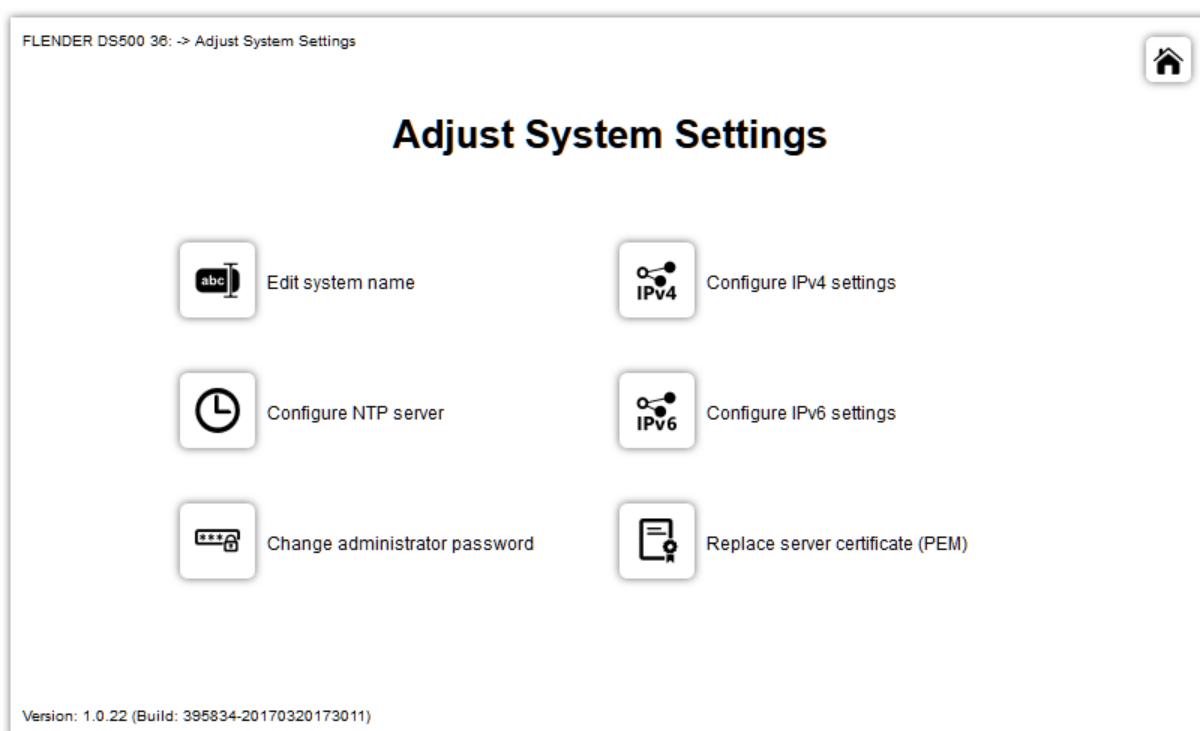 FLENDER DS500 36: -> Adjust System Settings
Adjust System Settings
abc
Edit system name
IPv4
Configure IPv4 settings
Configure NTP server
IPv6
Configure IPv6 settings
***
Change administrator password
Replace server certificate (PEM)
Version: 1.0.22 (Build: 395834-20170320173011)